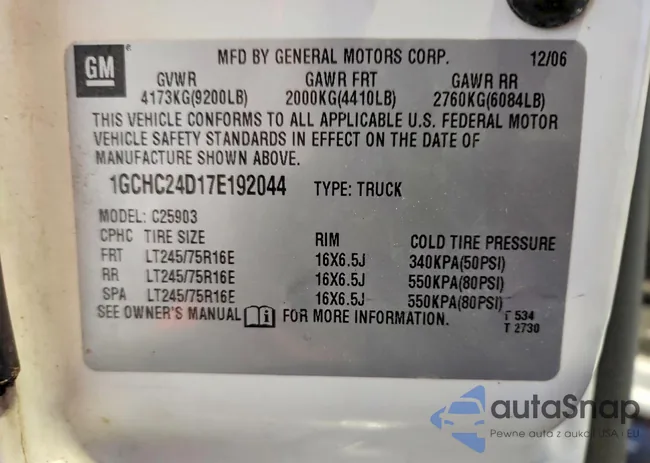 GM MFD BY GENERAL MOTORS CORP. 12/06
GVWR GAWR FRT GAWR RR
4173KG(9200LB) 2000KG(4410LB) 2760KG(6084LB)
THIS VEHICLE CONFORMS TO ALL APPLICABLE U.S. FEDERAL MOTOR
VEHICLE SAFETY STANDARDS IN EFFECT ON THE DATE OF
MANUFACTURE SHOWN ABOVE.
1GCHC24D17E192044 TYPE: TRUCK
MODEL: C25903
CPHC TIRE SIZE RIM COLD TIRE PRESSURE
FRT LT245/75R16E 16X6.5J 340KPA(50PSI)
RR LT245/75R16E 16X6.5J 550KPA(80PSI)
SPA LT245/75R16E 16X6.5J 550KPA(80PSI)
SEE OWNER'S MANUAL FOR MORE INFORMATION.
T 534
T 2730
autaSnap
Pewne auta z aukcji USA i EU